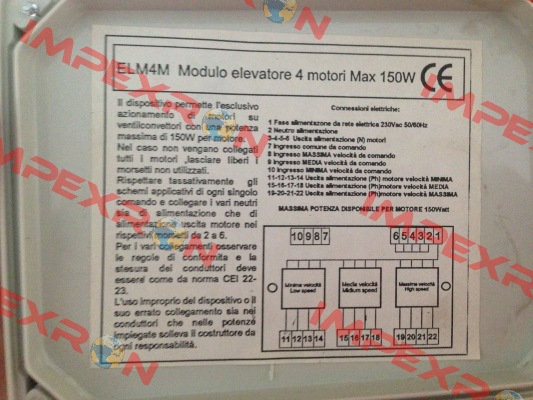 ELM4M Modulo elevatore 4 motori Max 150W CE
Il dispositivo permette l'esclusivo
azionamento di motori su
ventilconvettori con una potenza
massima di 150W per motore.
Nel caso non vengano collegati
tutti i motori ,lasciare liberi i
morsetti non utilizzati.
Rispettare tassativamente gli
schemi applicativi di ogni singolo
comando e collegare i vari neutri
sia di alimentazione che di
alimentazione uscita motore nei
rispettivi morsetti da 2 a 6.
Per i vari collegamenti osservare
le regole di conformita e la
stesura dei conduttori deve
essere come da norma CEI 22-
23.
L'uso improprio del dispositivo o il
suo errato collegamento sia nei
conduttori che nelle potenze
impiegate solleva il costruttore da
ogni responsabilità.
Connessioni elettriche:
1 Fase alimentazione da rete elettrica 230Vac 50/60Hz
2 Neutro alimentazione
3-4-5-6 Uscita alimentazione (N) motori
7 Ingresso comune da comando
8 Ingresso MASSIMA velocità da comando
9 Ingresso MEDIA velocità da comando
10 Ingresso MINIMA velocità da comando
11-12-13-14 Uscita alimentazione (Ph) motore velocità MINIMA
15-16-17-18 Uscita alimentazione (Ph)motore velocità MEDIA
19-20-21-22 Uscita alimentazione (Ph)motore velocità MASSIMA
MASSIMA POTENZA DISPONIBILE PER MOTORE 150Watt
10 9 8 7
6 5 4 3 2 1
Minima velocità
Low speed
Media velocità
Midium speed
Massima velocità
High speed
11 12 13 14
15 16 17 18
19 20 21 22
IMPEXRON
IMPEXRON
IMPEXRON
IMPEXRON